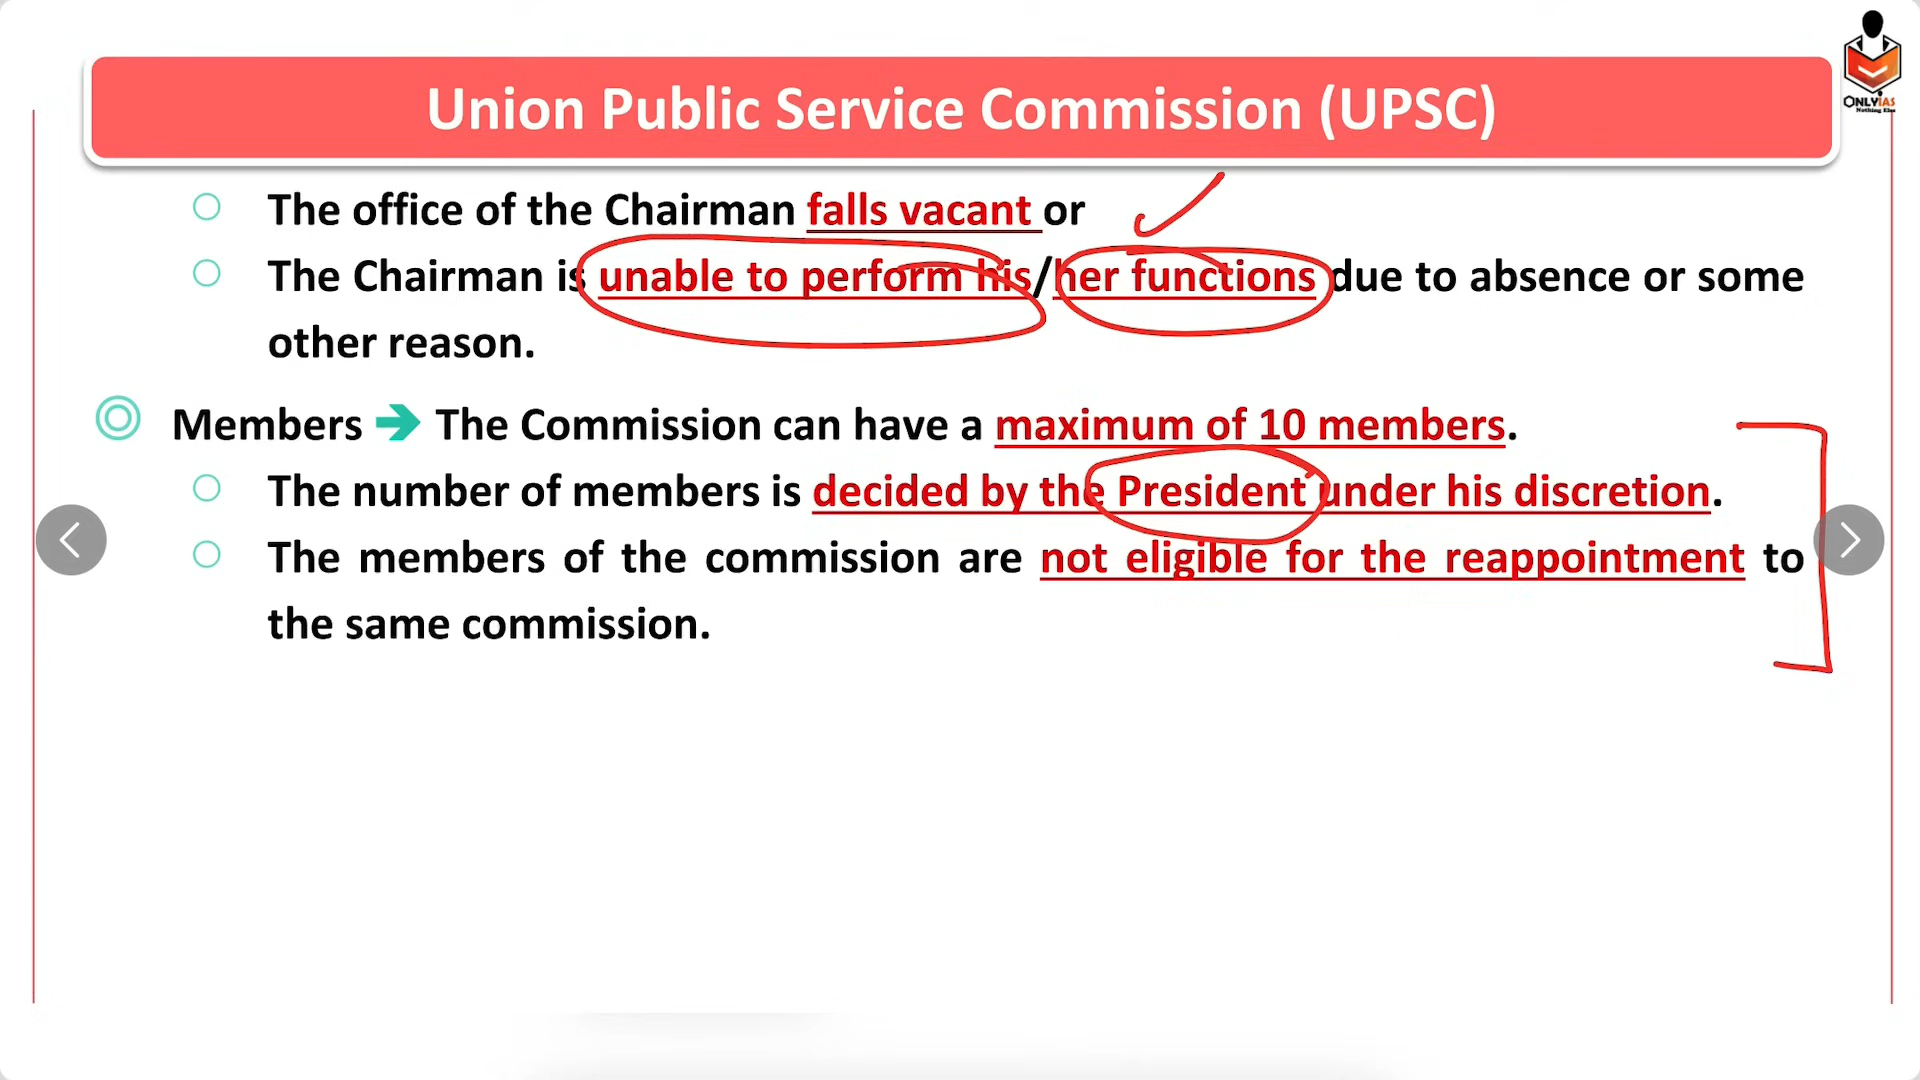 Union Public Service Commission (UPSC)
ONLYIAS
Nothing Else
The office of the Chairman falls vacant or
The Chairman is unable to perform his/her functions due to absence or some
other reason.
Members ➔ The Commission can have a maximum of 10 members.
The number of members is decided by the President under his discretion.
The members of the commission are not eligible for the reappointment to
the same commission.